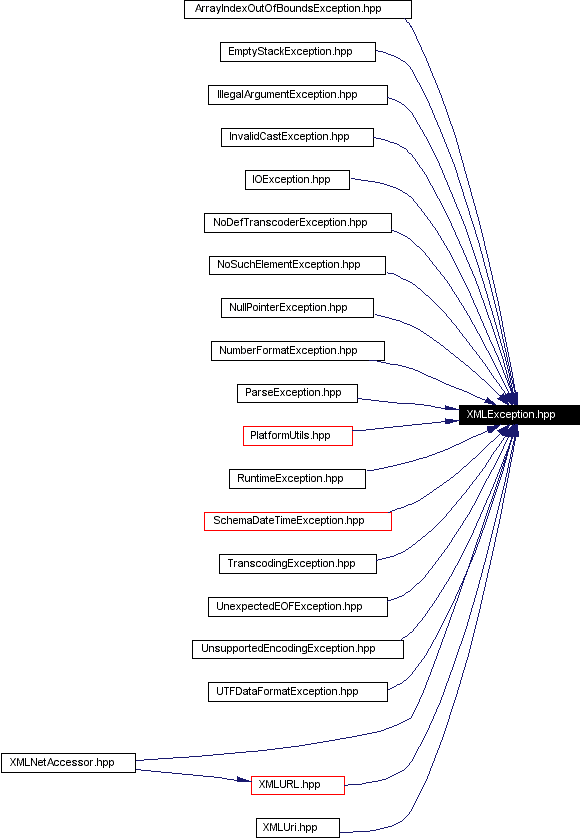 ArrayIndexOutOfBoundsException.hpp
EmptyStackException.hpp
IllegalArgumentException.hpp
InvalidCastException.hpp
IOException.hpp
NoDefTranscoderException.hpp
NoSuchElementException.hpp
NullPointerException.hpp
NumberFormatException.hpp
ParseException.hpp
XMLException.hpp
PlatformUtils.hpp
RuntimeException.hpp
SchemaDateTimeException.hpp
TranscodingException.hpp
UnexpectedEOFException.hpp
UnsupportedEncodingException.hpp
UTFDataFormatException.hpp
XMLNetAccessor.hpp
XMLURL.hpp
XMLUri.hpp